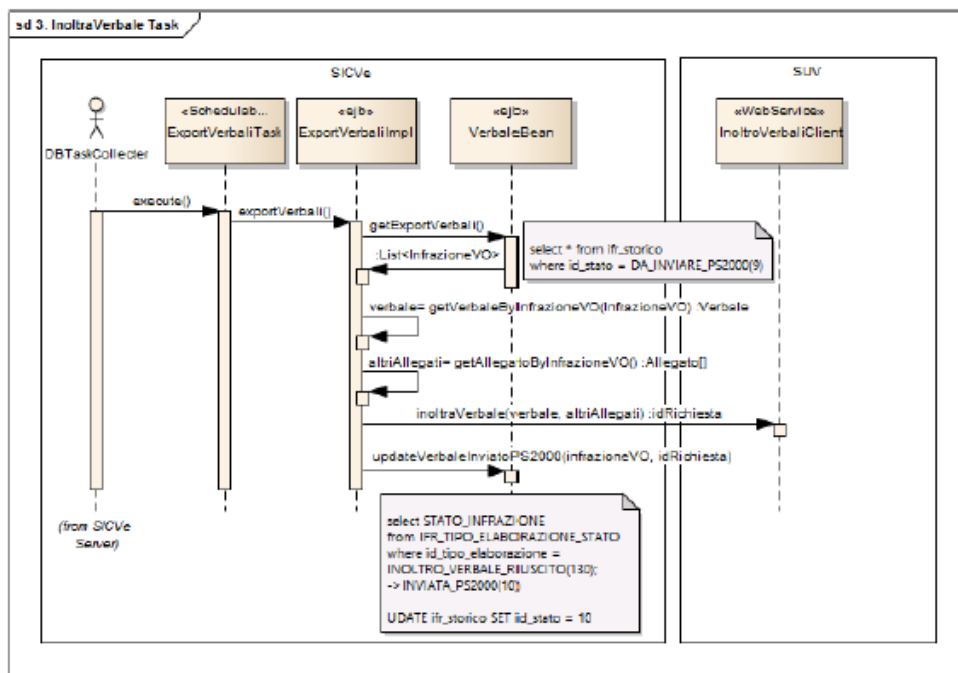 sd 3. InoltraVerbale Task
SICVe
SUV
«Schedulab...
ExportVerbaliTask
«ejb»
ExportVerbaliImpl
«ejb»
VerbaleBean
«WebService»
InoltroVerbaliClient
DBTaskCollecter
execute()
exportVerbali()
getExportVerbali()
select * from ifr_storico
where id_stato = DA_INVIARE_PS2000(9)
:List<InfrazioneVO>
verbale= getVerbaleByInfrazioneVO(InfrazioneVO) :Verbale
altriAllegati= getAllegatoByInfrazioneVO() :Allegato[]
inoltraVerbale(verbale, altriAllegati) :idRichiesta
updateVerbaleInviatoPS2000(infrazioneVO, idRichiesta)
(from SICVe
Server)
select STATO_INFRAZIONE
from IFR_TIPO_ELABORAZIONE_STATO
where id_tipo_elaborazione =
INOLTRO_VERBALE_RIUSCITO(130);
-> INVIATA_PS2000(10)
UDATE ifr_storico SET iid_stato = 10